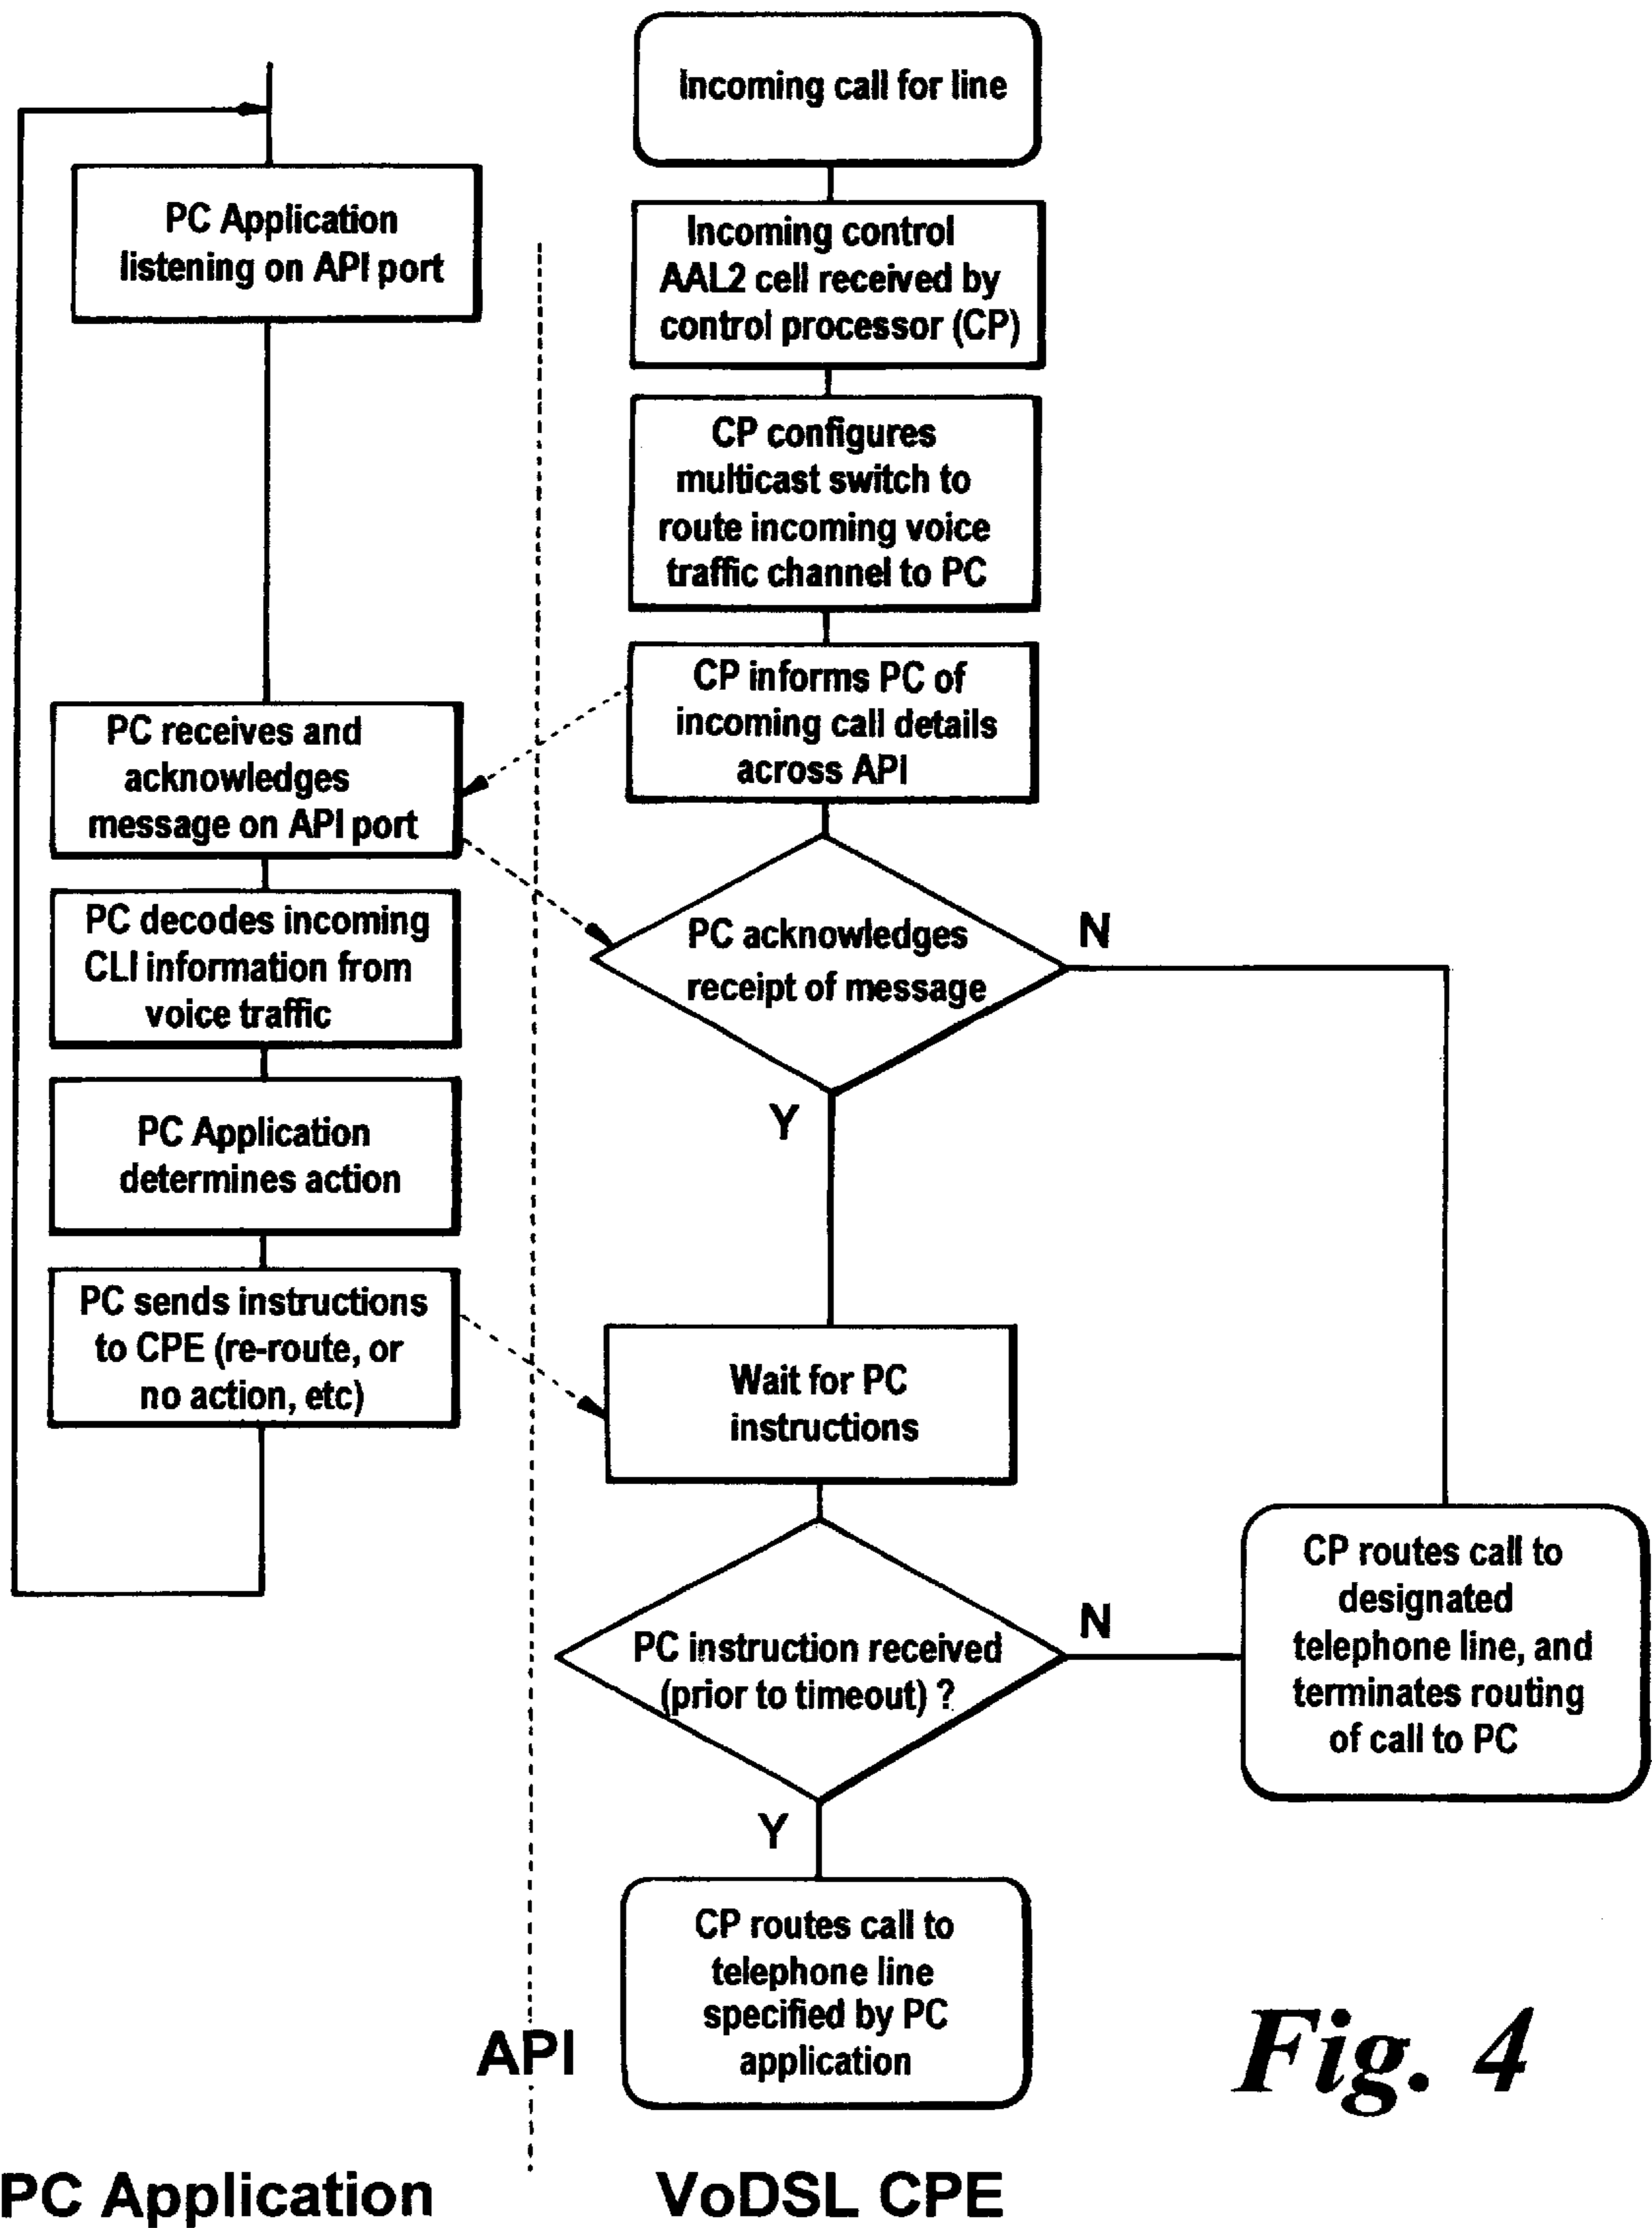 Incoming call for line
PC Application
listening on API port
Incoming control
AAL2 cell received by
control processor (CP)
CP configures
multicast switch to
route incoming voice
traffic channel to PC
CP informs PC of
incoming call details
across API
PC receives and
acknowledges
message on API port
PC decodes incoming
CLI information from
voice traffic
PC acknowledges
receipt of message
N
Y
PC Application
determines action
PC sends instructions
to CPE (re-route, or
no action, etc)
Wait for PC
instructions
PC instruction received
(prior to timeout) ?
N
Y
CP routes call to
designated
telephone line, and
terminates routing
of call to PC
CP routes call to
telephone line
specified by PC
application
API
Fig. 4
PC Application
VoDSL CPE